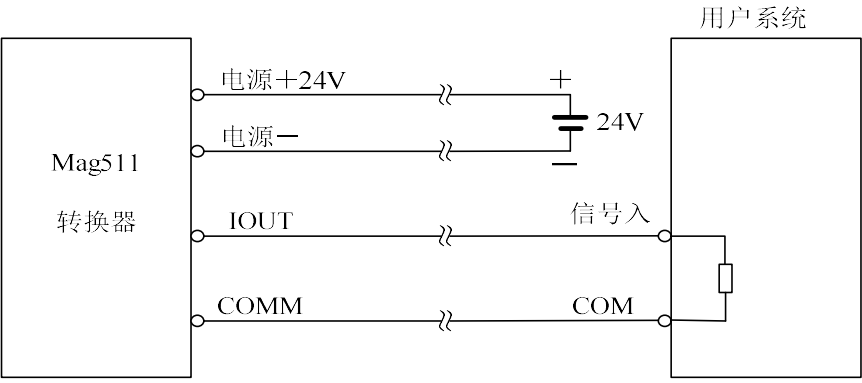 用户系统
电源＋24V
＋
24V
电源－
－
Mag511
转换器
IOUT
信号入
COMM
COM